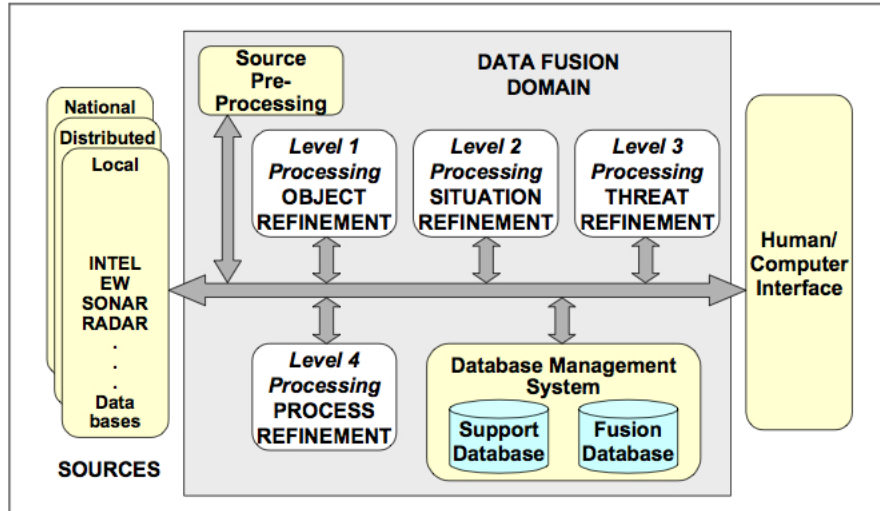 Source
Pre-
Processing
DATA FUSION
DOMAIN
National
Distributed
Local
INTEL
EW
SONAR
RADAR
.
.
.
Data
bases
SOURCES
Level 1
Processing
OBJECT
REFINEMENT
Level 2
Processing
SITUATION
REFINEMENT
Level 3
Processing
THREAT
REFINEMENT
Human/
Computer
Interface
Level 4
Processing
PROCESS
REFINEMENT
Database Management
System
Support
Database
Fusion
Database